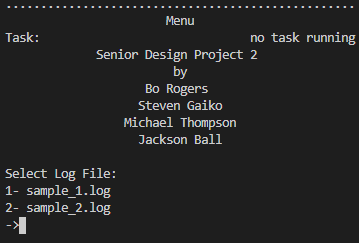 ..................................................
Menu
Task: no task running
Senior Design Project 2
by
Bo Rogers
Steven Gaiko
Michael Thompson
Jackson Ball
Select Log File:
1- sample_1.log
2- sample_2.log
->